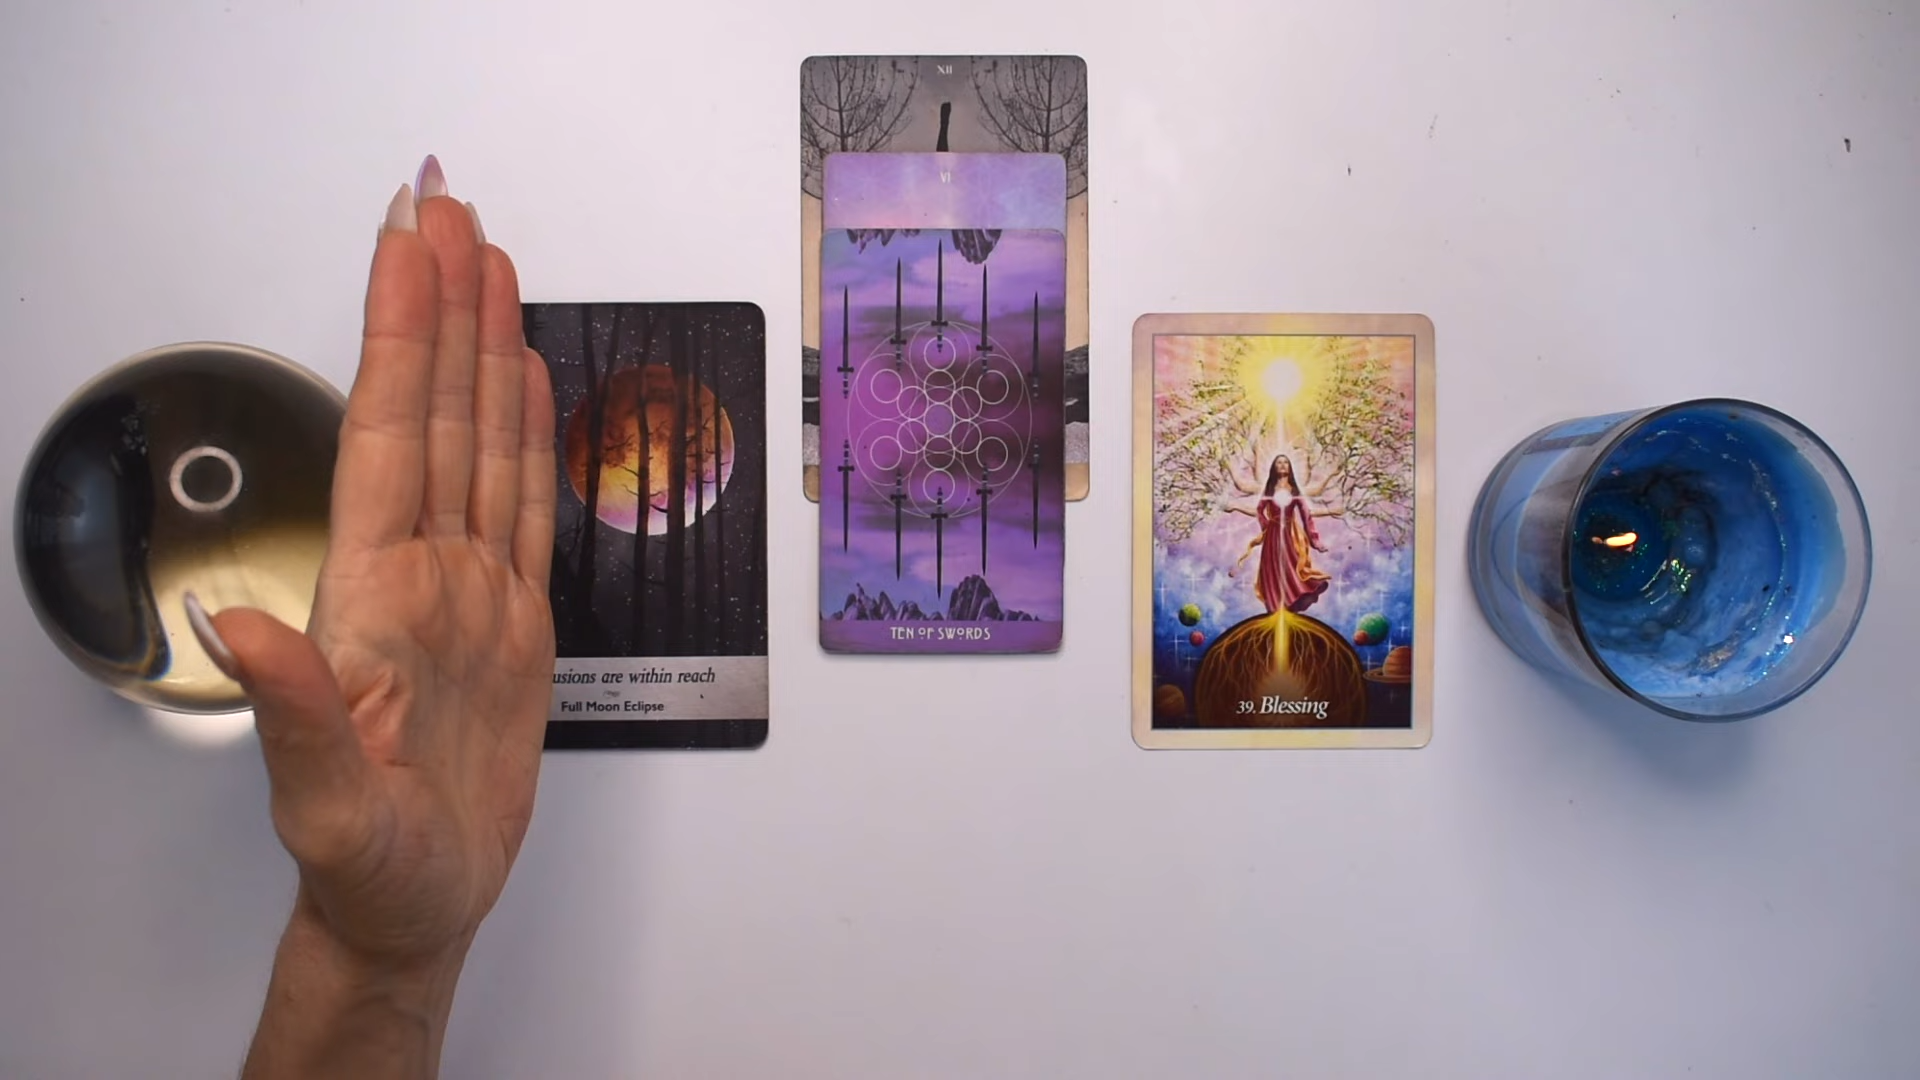 XII
VI
TEN OF SWORDS
usions are within reach
Full Moon Eclipse
39. Blessing